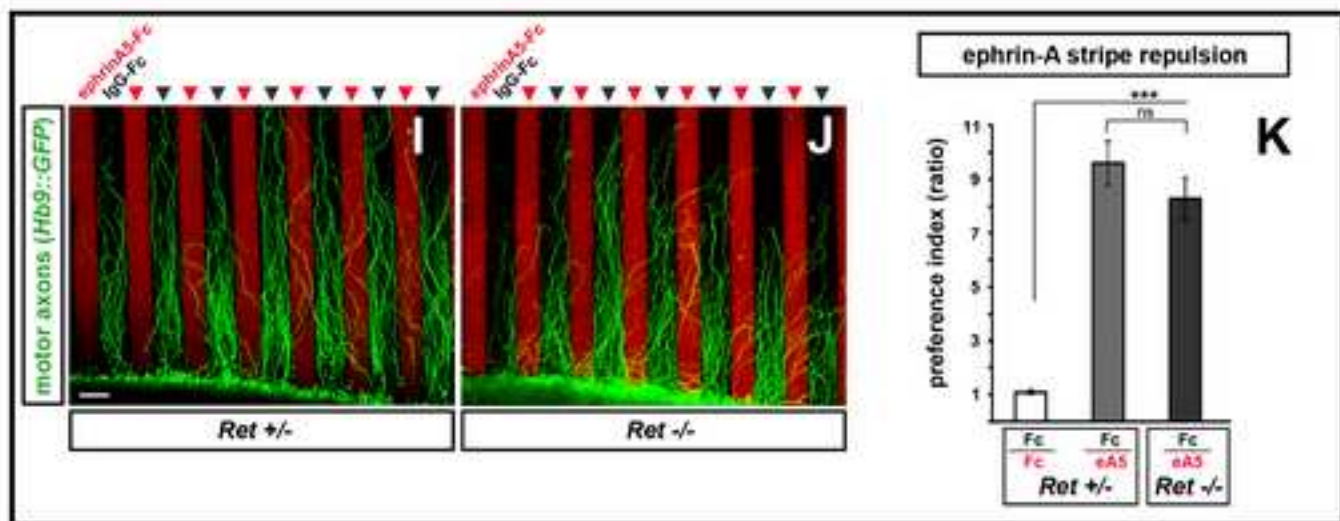 ephrinA5-Fc
IgG-Fc
ephrinA5-Fc
IgG-Fc
I
J
motor axons (Hb9::GFP)
Ret +/-
Ret -/-
ephrin-A stripe repulsion
K
***
ns
preference index (ratio)
11
9
7
5
3
1
Fc
Fc
Fc
eA5
Fc
eA5
Ret +/-
Ret -/-